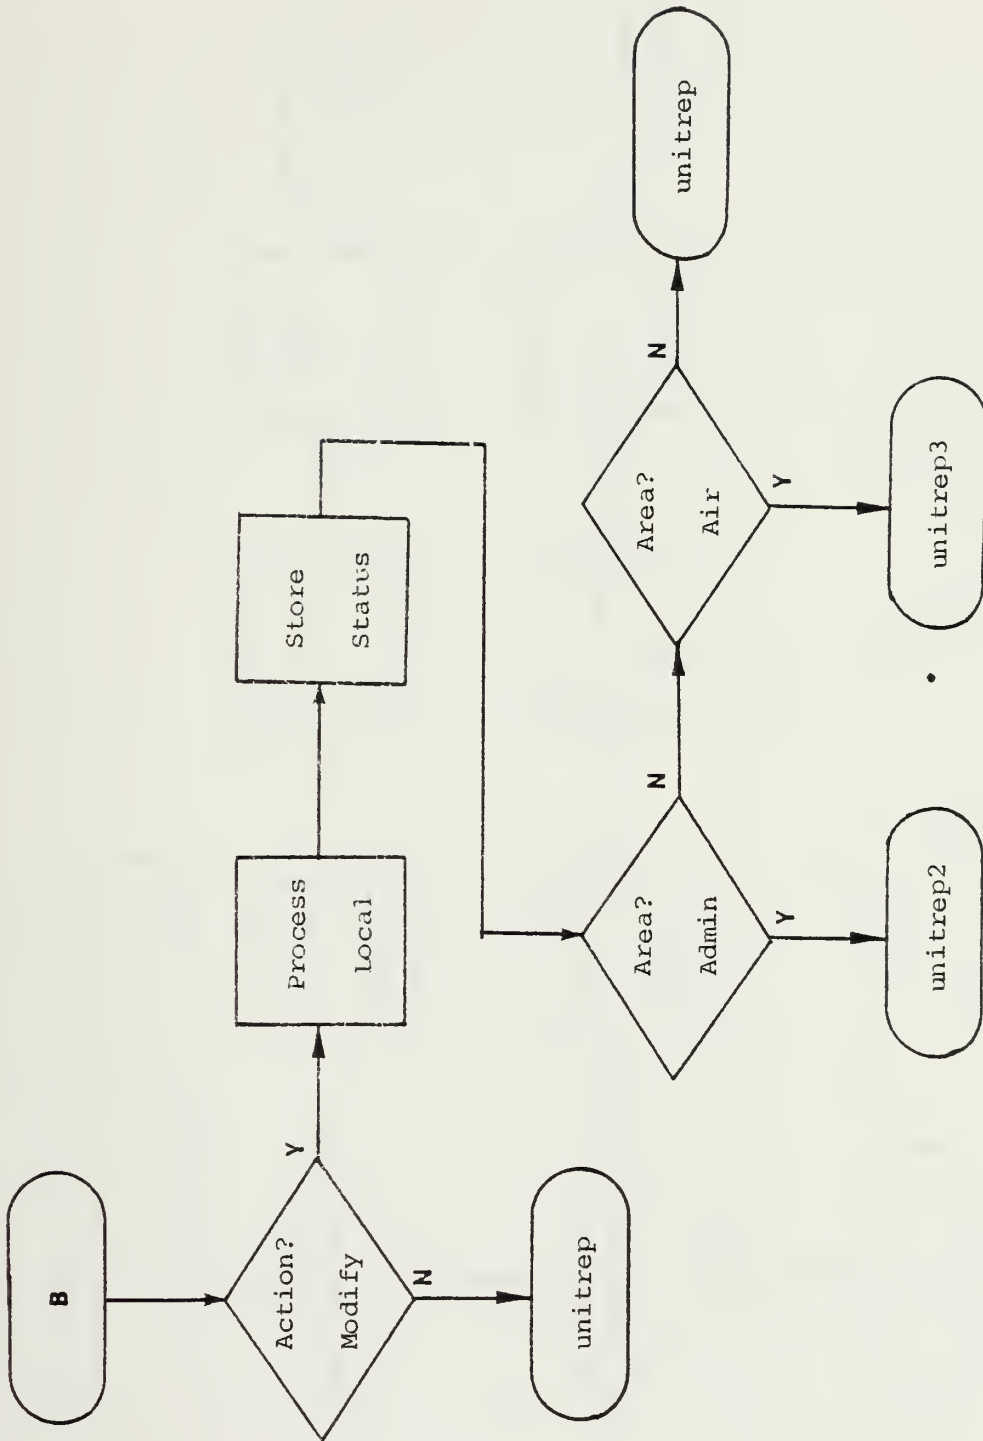 B
Action?
Modify
Y
N
unitrep
Process
Local
Store
Status
Area?
Admin
N
Y
unitrep2
Area?
Air
N
Y
unitrep3
unitrep